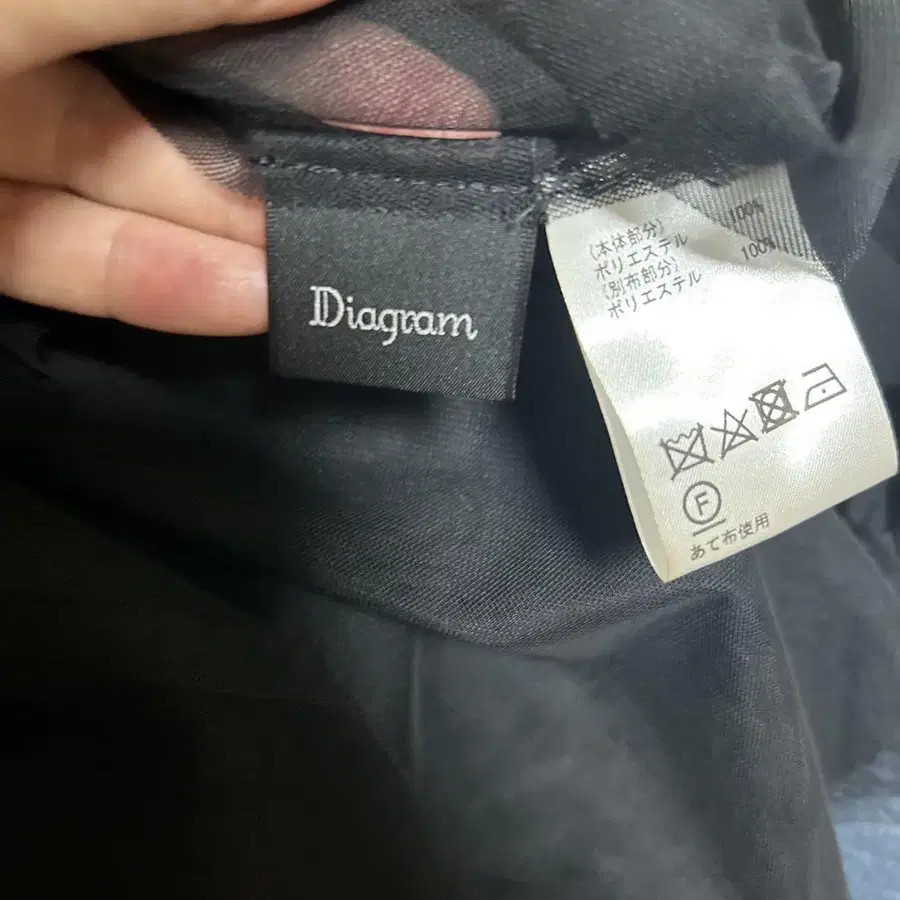 Diagram
(本体部分)
ポリエステル 100%
(別布部分)
ポリエステル 100%
F
あて布使用